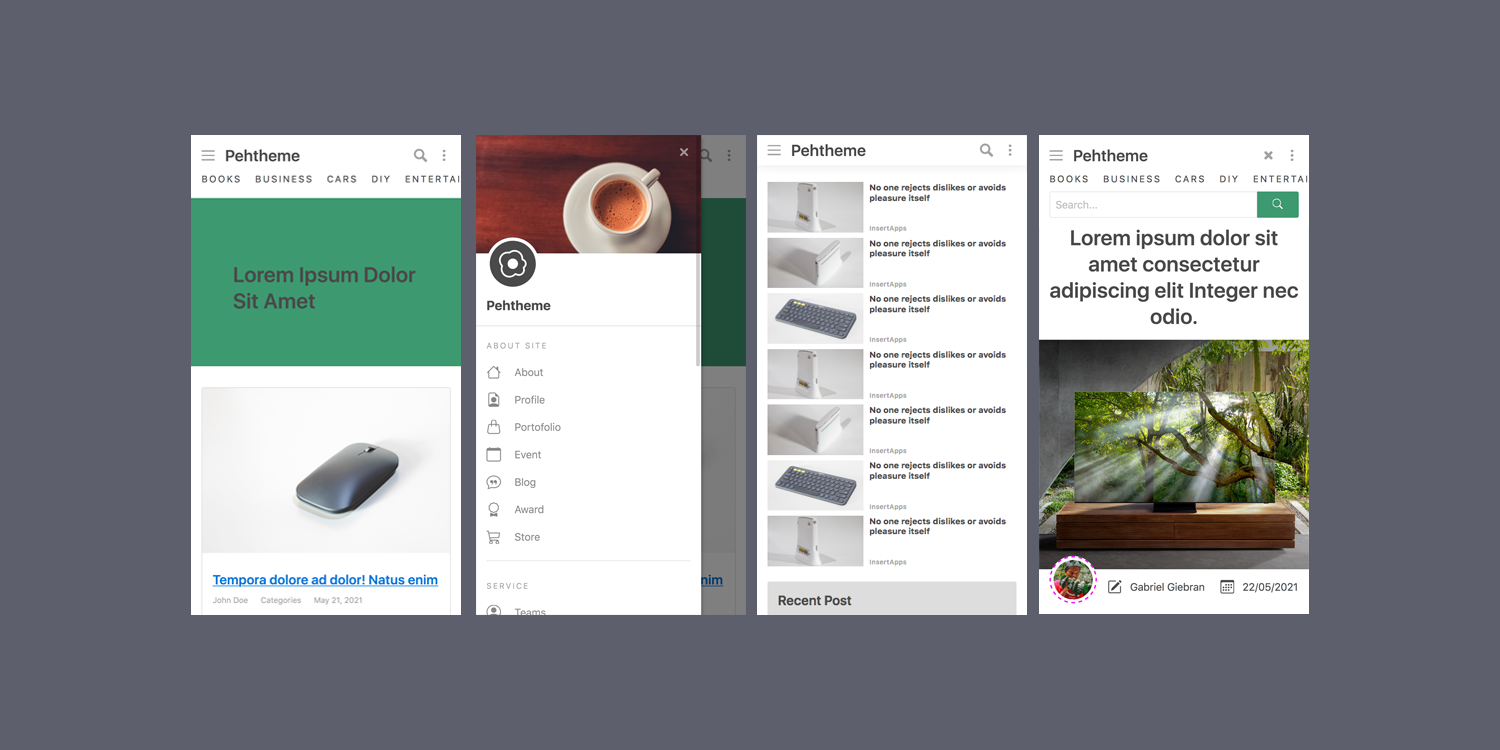 Pehtheme
BOOKS BUSINESS CARS DIY ENTERTAI
Lorem Ipsum Dolor
Sit Amet
Tempora dolore ad dolor! Natus enim
John Doe Categories May 21, 2021
Pehtheme
ABOUT SITE
About
Profile
Portofolio
Event
Blog
Award
Store
SERVICE
Teams
nim
Pehtheme
No one rejects dislikes or avoids
pleasure itself
InsertApps
No one rejects dislikes or avoids
pleasure itself
InsertApps
No one rejects dislikes or avoids
pleasure itself
InsertApps
No one rejects dislikes or avoids
pleasure itself
InsertApps
No one rejects dislikes or avoids
pleasure itself
InsertApps
No one rejects dislikes or avoids
pleasure itself
InsertApps
No one rejects dislikes or avoids
pleasure itself
InsertApps
Recent Post
Pehtheme
BOOKS BUSINESS CARS DIY ENTERTAI
Search...
Lorem ipsum dolor sit
amet consectetur
adipiscing elit Integer nec
odio.
Gabriel Giebran 22/05/2021